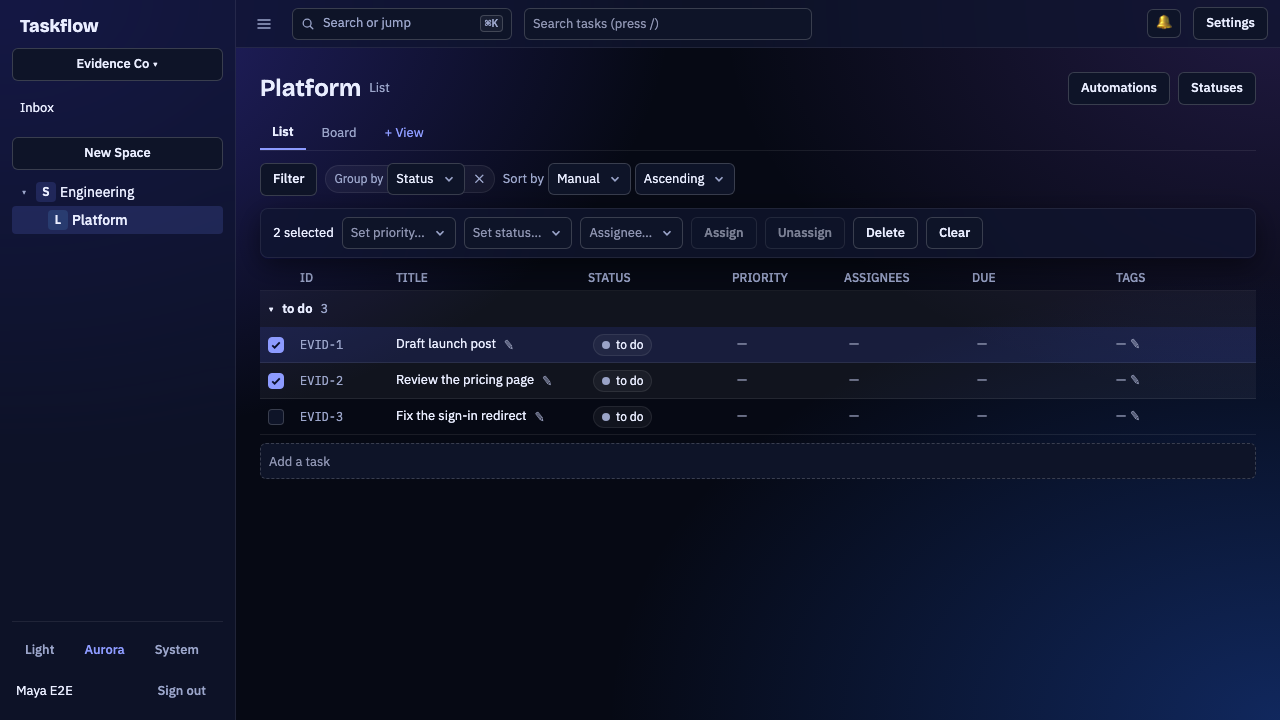 Taskflow
Evidence Co ▾
Inbox
New Space
▾ S Engineering
L Platform
Light Aurora System
Maya E2E Sign out
Search or jump ⌘K
Search tasks (press /)
Settings
Platform List
Automations Statuses
List Board + View
Filter Group by Status Sort by Manual Ascending
2 selected Set priority... Set status... Assignee... Assign Unassign Delete Clear
ID TITLE STATUS PRIORITY ASSIGNEES DUE TAGS
▾ to do 3
EVID-1 Draft launch post ✎ to do — — — — ✎
EVID-2 Review the pricing page ✎ to do — — — — ✎
EVID-3 Fix the sign-in redirect ✎ to do — — — — ✎
Add a task